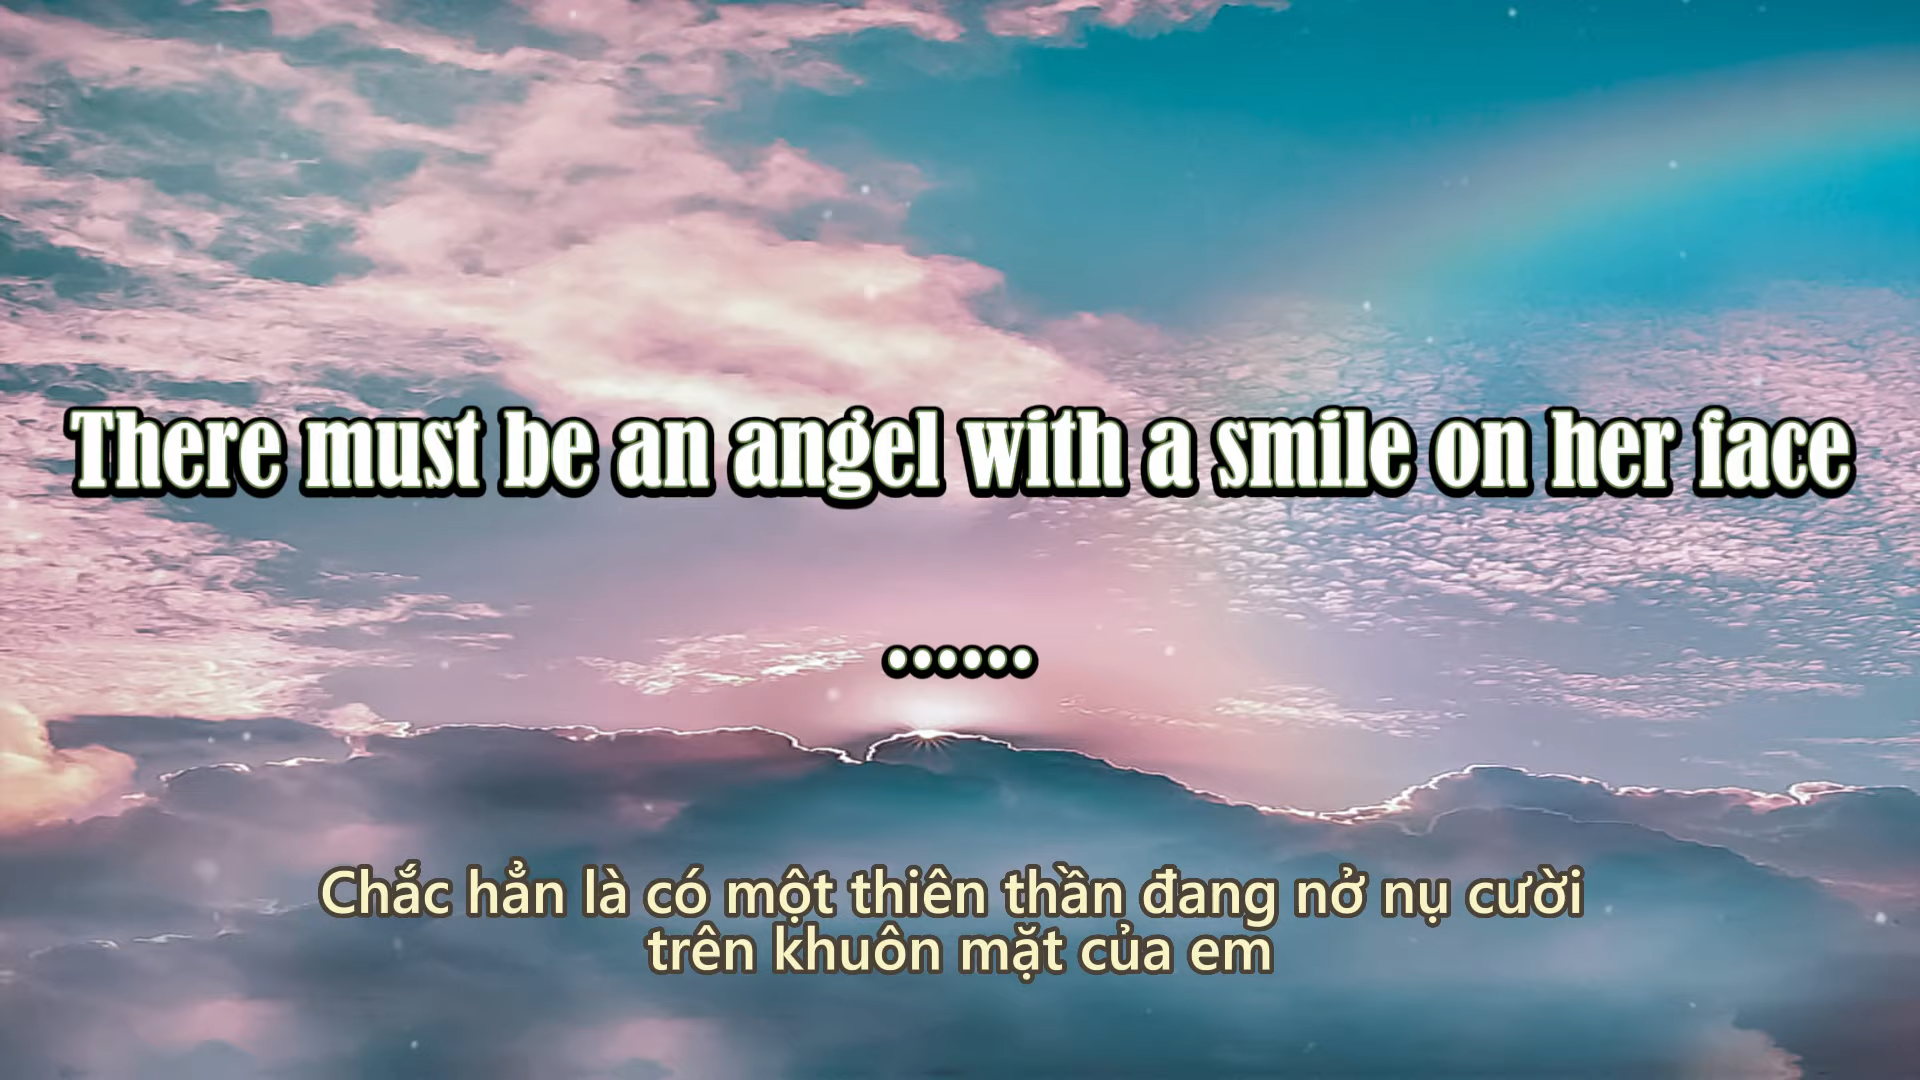 There must be an angel with a smile on her face
••••••
Chắc hẳn là có một thiên thần đang nở nụ cười
trên khuôn mặt của em